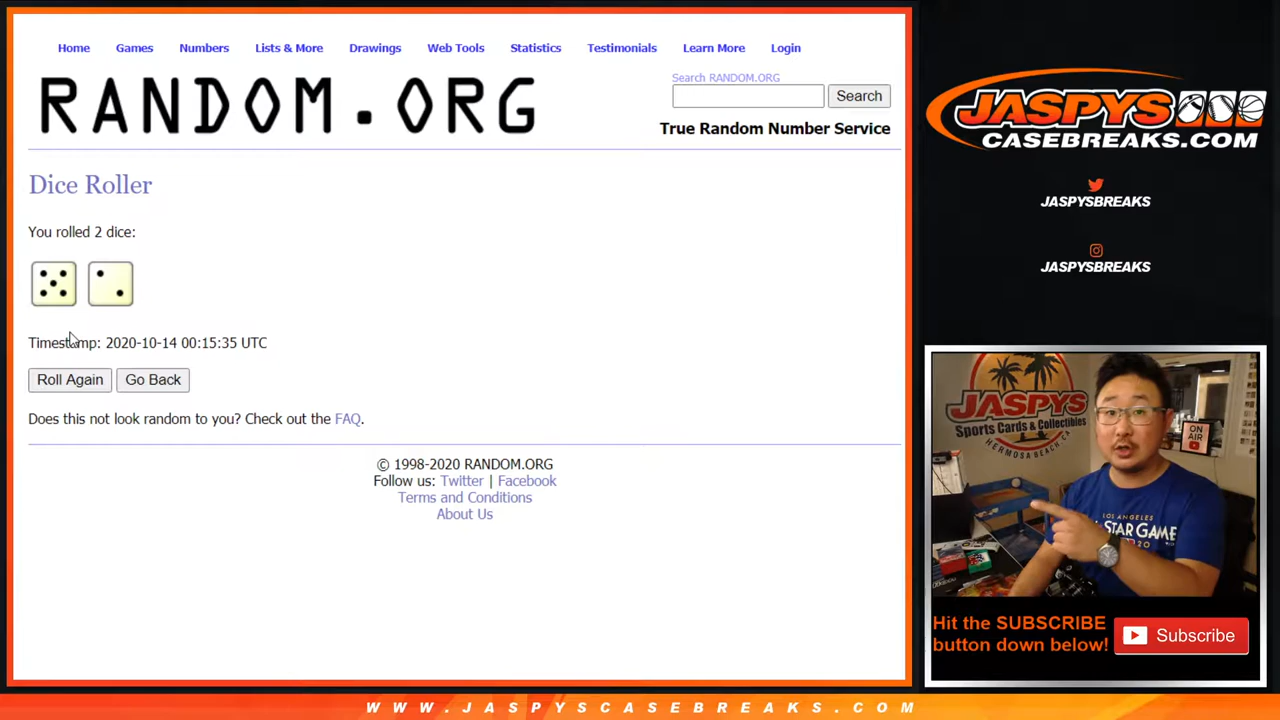 Home Games Numbers Lists & More Drawings Web Tools Statistics Testimonials Learn More Login
RANDOM.ORG
Search RANDOM.ORG
Search
True Random Number Service
Dice Roller
You rolled 2 dice:
Timestamp: 2020-10-14 00:15:35 UTC
Roll Again Go Back
Does this not look random to you? Check out the FAQ.
© 1998-2020 RANDOM.ORG
Follow us: Twitter | Facebook
Terms and Conditions
About Us
JASPYS
CASEBREAKS.COM
JASPYSBREAKS
JASPYSBREAKS
JASPYS
Sports Cards & Collectibles
HERMOSA BEACH, CA
ON
AIR
LOS ANGELES
STAR GAME
Hit the SUBSCRIBE
button down below!
Subscribe
WWW.JASPYSCASEBREAKS.COM